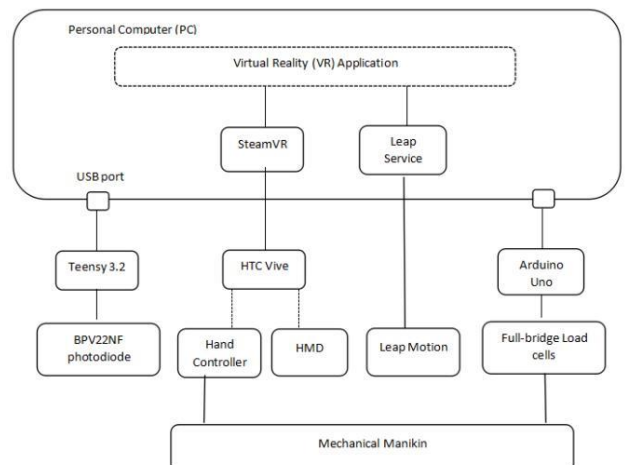 Personal Computer (PC)
Virtual Reality (VR) Application
SteamVR
Leap
Service
USB port
Teensy 3.2
HTC Vive
Arduino
Uno
BPV22NF
photodiode
Hand
Controller
HMD
Leap Motion
Full-bridge Load
cells
Mechanical Manikin